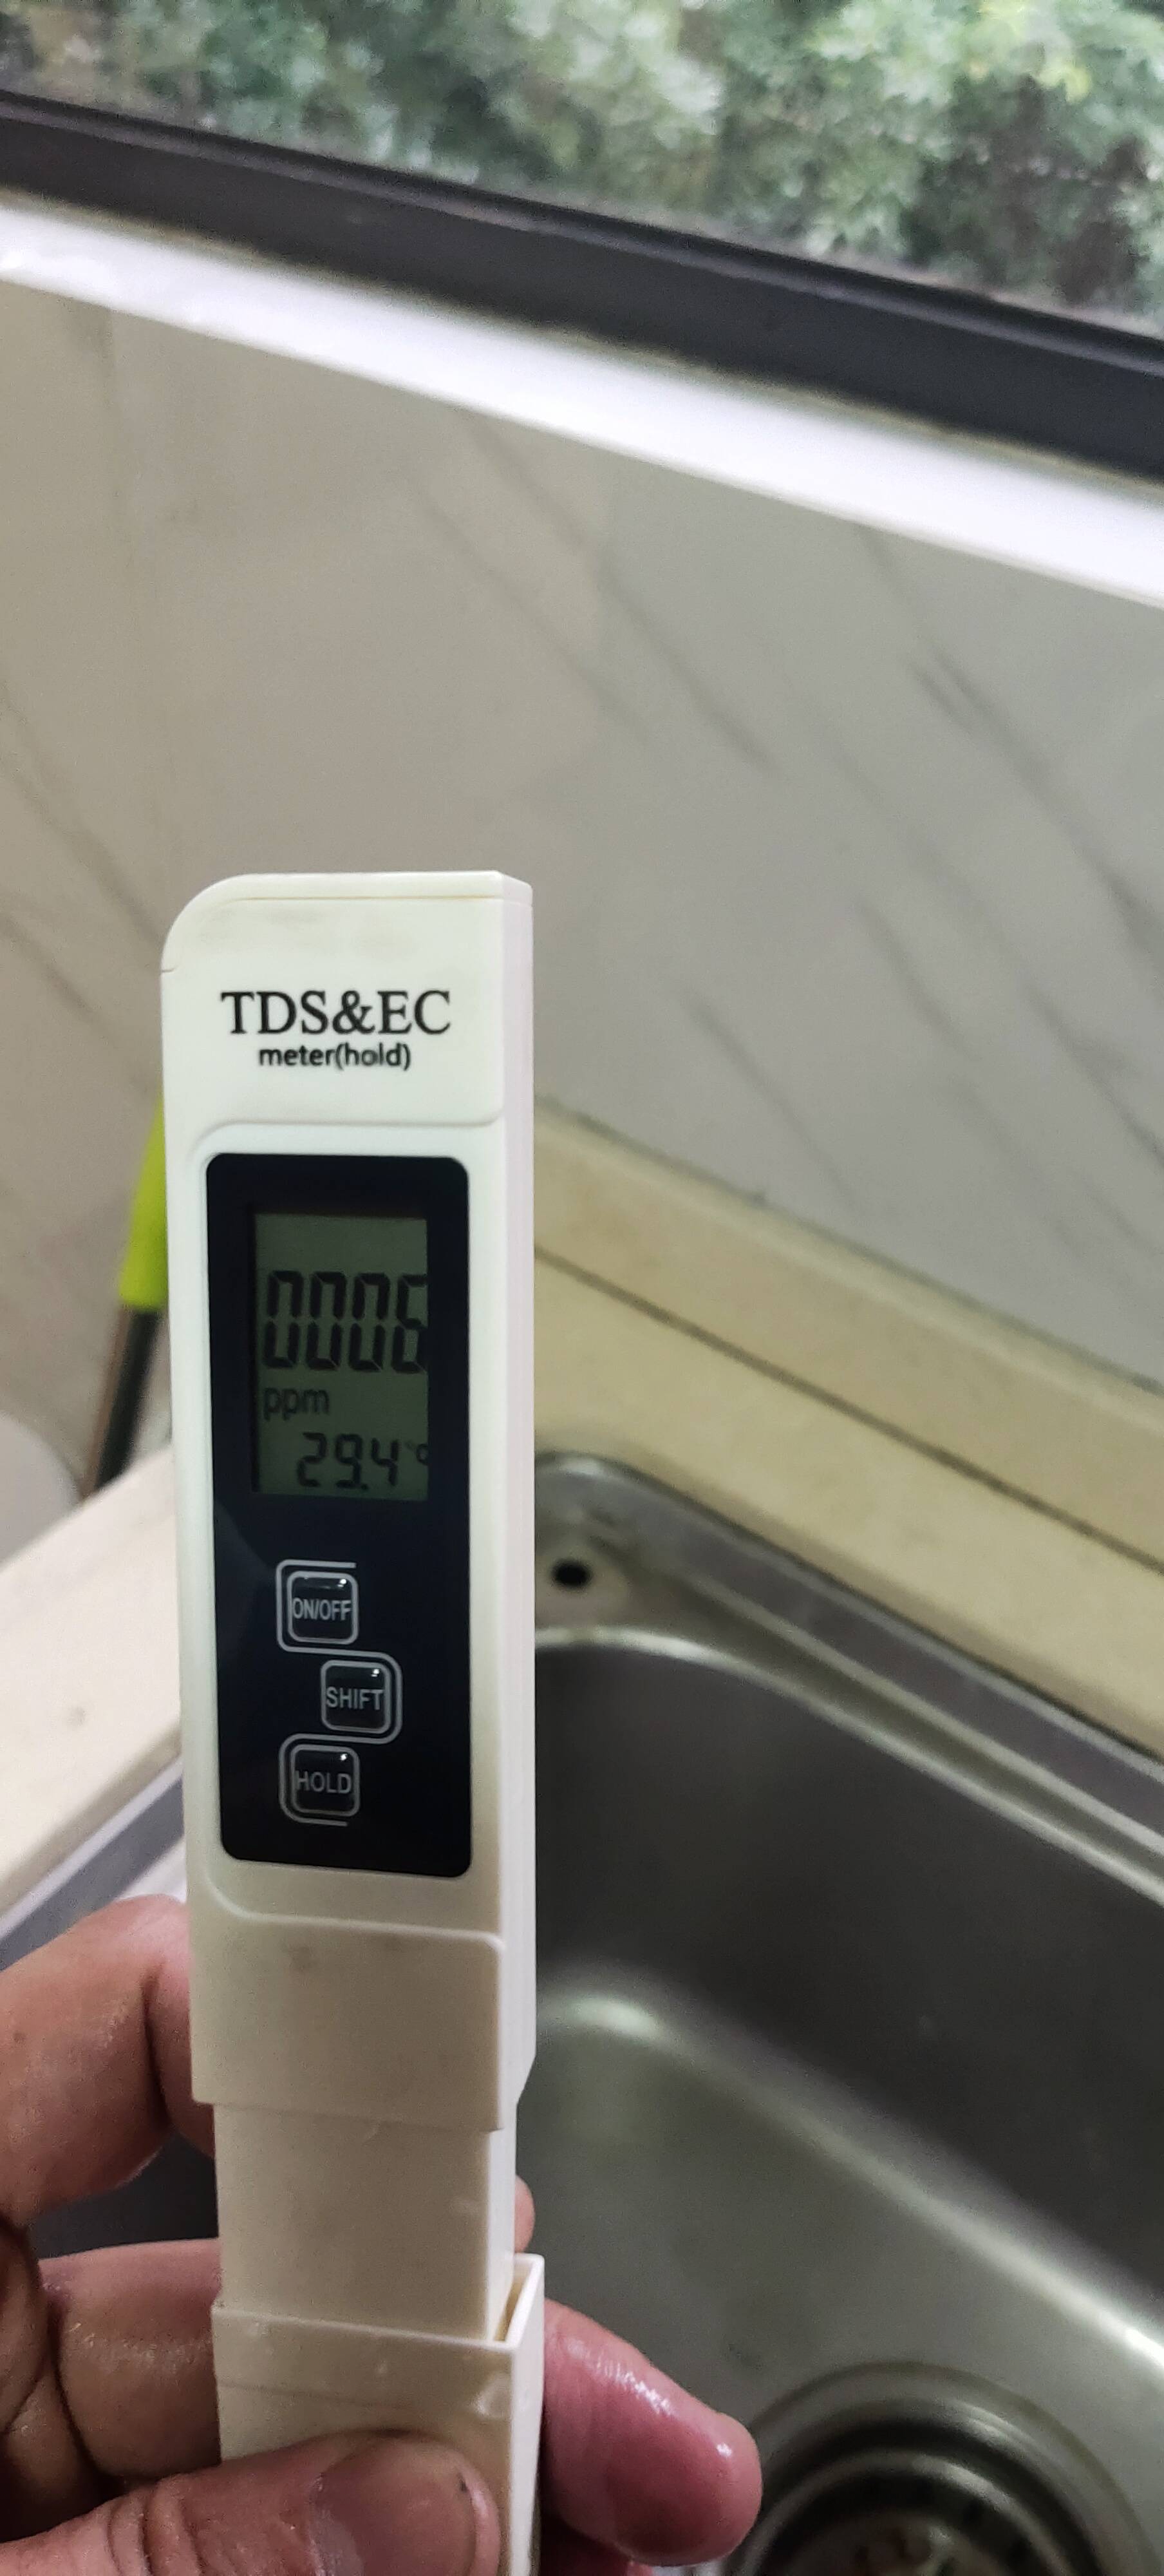 TDS&EC
meter(hold)
0006
ppm
29.4°C
ON/OFF
SHIFT
HOLD